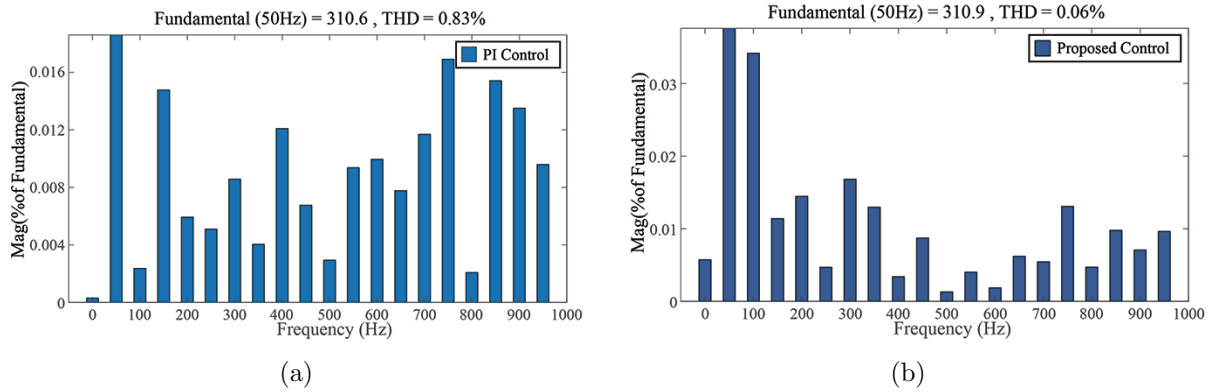 Fundamental (50Hz) = 310.6 , THD = 0.83%
PI Control
Mag(%of Fundamental)
0.016
0.012
0.008
0.004
0
0 100 200 300 400 500 600 700 800 900 1000
Frequency (Hz)
(a)
Fundamental (50Hz) = 310.9 , THD = 0.06%
Proposed Control
Mag(%of Fundamental)
0.03
0.02
0.01
0
0 100 200 300 400 500 600 700 800 900 1000
Frequency (Hz)
(b)